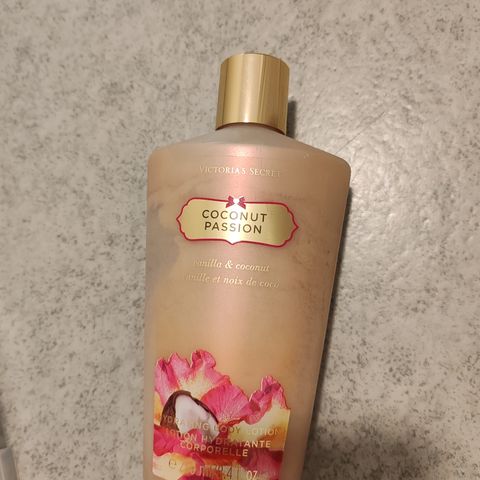 VICTORIA'S SECRET
COCONUT
PASSION
vanilla & coconut
vanille et noix de coco
HYDRATING BODY LOTION
LOTION HYDRATANTE
CORPORELLE